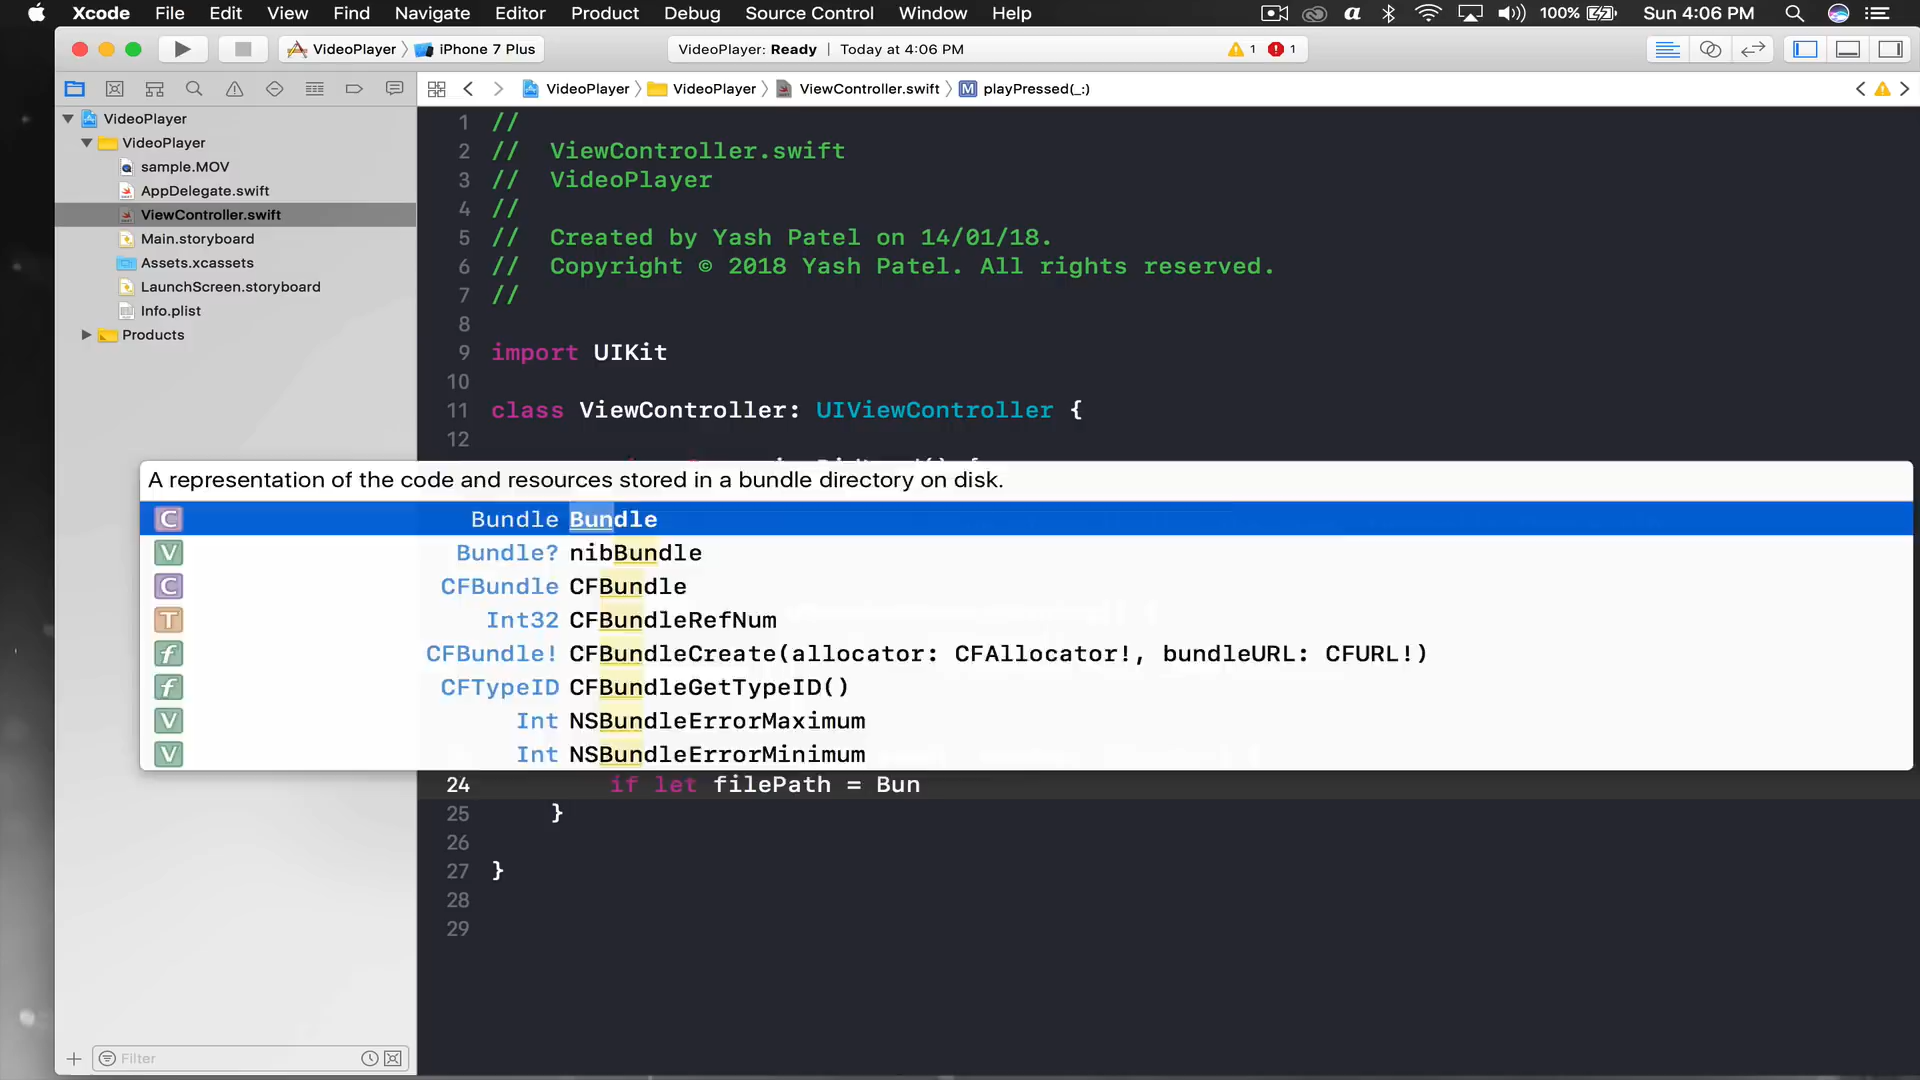 Xcode File Edit View Find Navigate Editor Product Debug Source Control Window Help 100% Sun 4:06 PM
VideoPlayer iPhone 7 Plus VideoPlayer: Ready | Today at 4:06 PM 1 1
VideoPlayer VideoPlayer ViewController.swift M playPressed(_:)
VideoPlayer
VideoPlayer
sample.MOV
AppDelegate.swift
ViewController.swift
Main.storyboard
Assets.xcassets
LaunchScreen.storyboard
Info.plist
Products
Filter
1 //
2 // ViewController.swift
3 // VideoPlayer
4 //
5 // Created by Yash Patel on 14/01/18.
6 // Copyright © 2018 Yash Patel. All rights reserved.
7 //
8
9 import UIKit
10
11 class ViewController: UIViewController {
12
A representation of the code and resources stored in a bundle directory on disk.
C Bundle Bundle
V Bundle? nibBundle
C CFBundle CFBundle
T Int32 CFBundleRefNum
f CFBundle! CFBundleCreate(allocator: CFAllocator!, bundleURL: CFURL!)
f CFTypeID CFBundleGetTypeID()
V Int NSBundleErrorMaximum
V Int NSBundleErrorMinimum
24 if let filePath = Bun
25 }
26
27 }
28
29